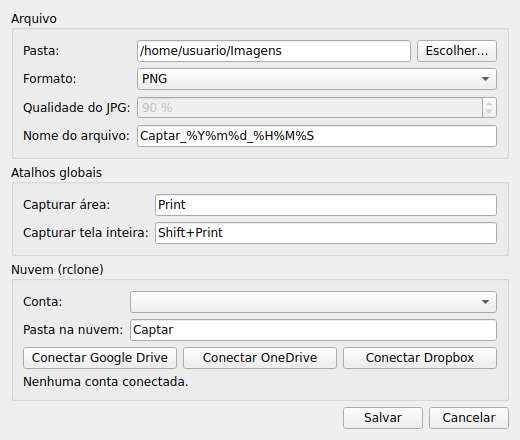 Arquivo
Pasta: /home/usuario/Imagens Escolher...
Formato: PNG
Qualidade do JPG: 90 %
Nome do arquivo: Captar_%Y%m%d_%H%M%S
Atalhos globais
Capturar área: Print
Capturar tela inteira: Shift+Print
Nuvem (rclone)
Conta:
Pasta na nuvem: Captar
Conectar Google Drive Conectar OneDrive Conectar Dropbox
Nenhuma conta conectada.
Salvar Cancelar